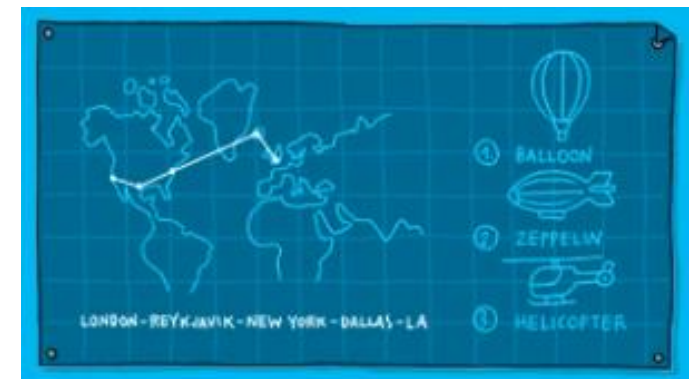 1 BALLOON
2 ZEPPELIN
3 HELICOPTER
LONDON-REYKJAVIK-NEW YORK-DALLAS-LA